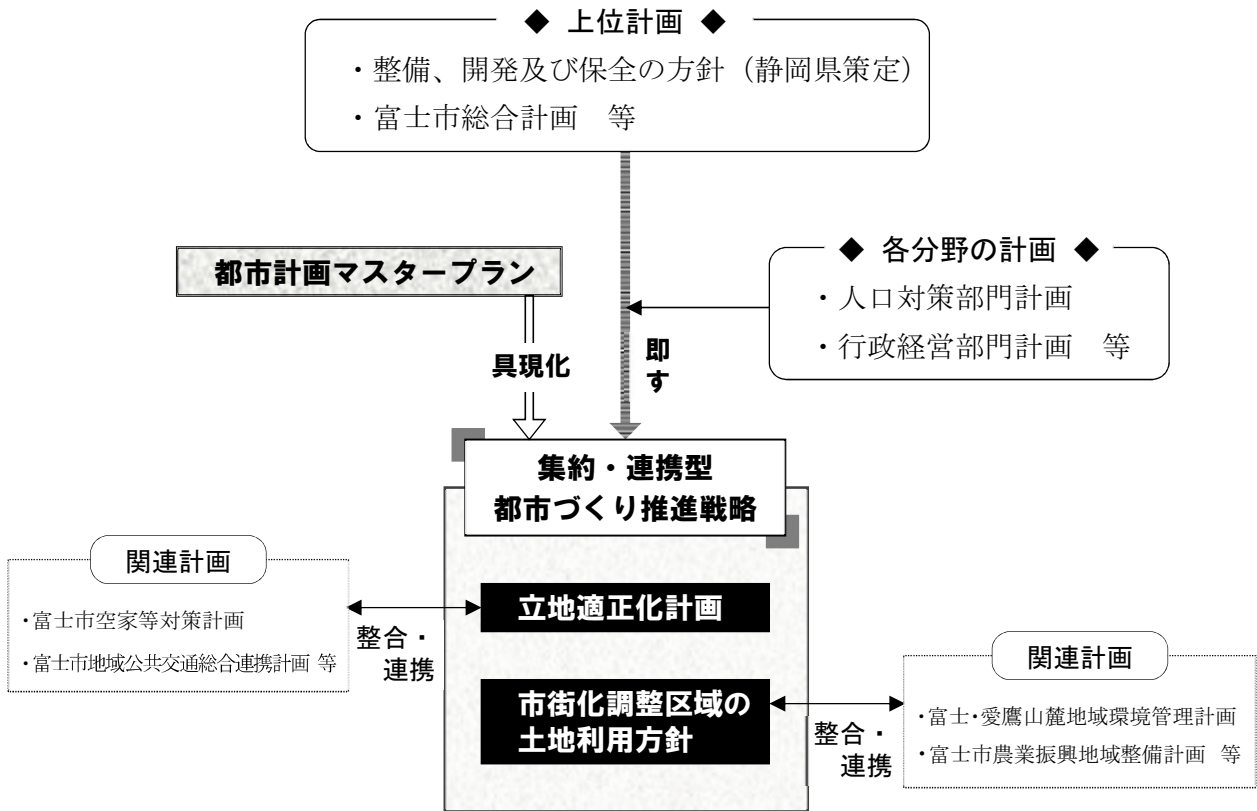 ◆ 上位計画 ◆
・整備、開発及び保全の方針（静岡県策定）
・富士市総合計画　等
都市計画マスタープラン
◆ 各分野の計画 ◆
・人口対策部門計画
・行政経営部門計画　等
具現化
即す
集約・連携型
都市づくり推進戦略
関連計画
・富士市空家等対策計画
・富士市地域公共交通総合連携計画 等
整合・
連携
立地適正化計画
市街化調整区域の
土地利用方針
整合・
連携
関連計画
・富士・愛鷹山麓地域環境管理計画
・富士市農業振興地域整備計画　等